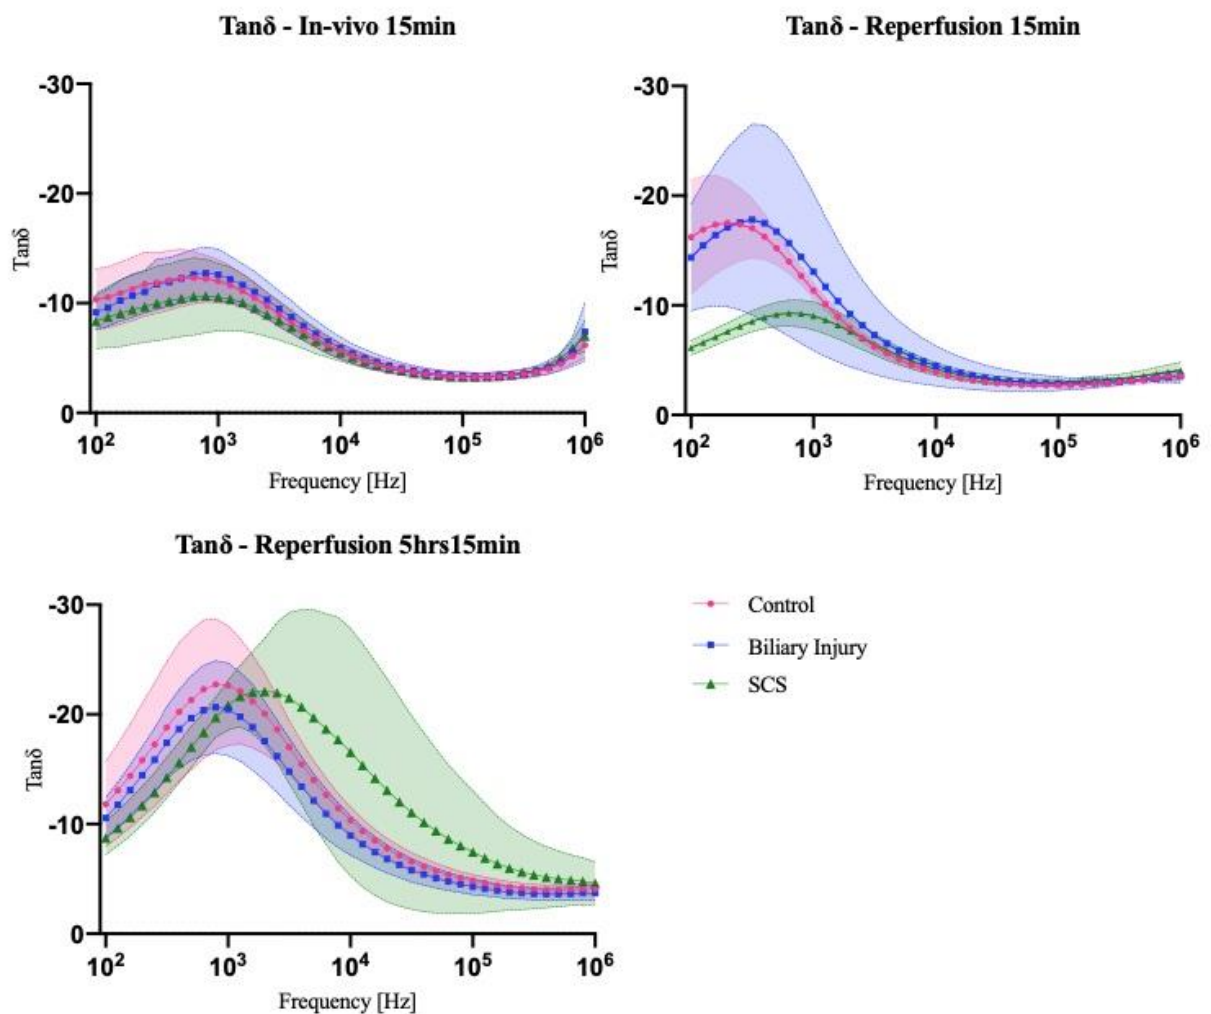 Tanδ - In-vivo 15min
-30
-20
-10
0
Tanδ
10² 10³ 10⁴ 10⁵ 10⁶
Frequency [Hz]
Tanδ - Reperfusion 15min
-30
-20
-10
0
Tanδ
10² 10³ 10⁴ 10⁵ 10⁶
Frequency [Hz]
Tanδ - Reperfusion 5hrs15min
-30
-20
-10
0
Tanδ
10² 10³ 10⁴ 10⁵ 10⁶
Frequency [Hz]
Control
Biliary Injury
SCS